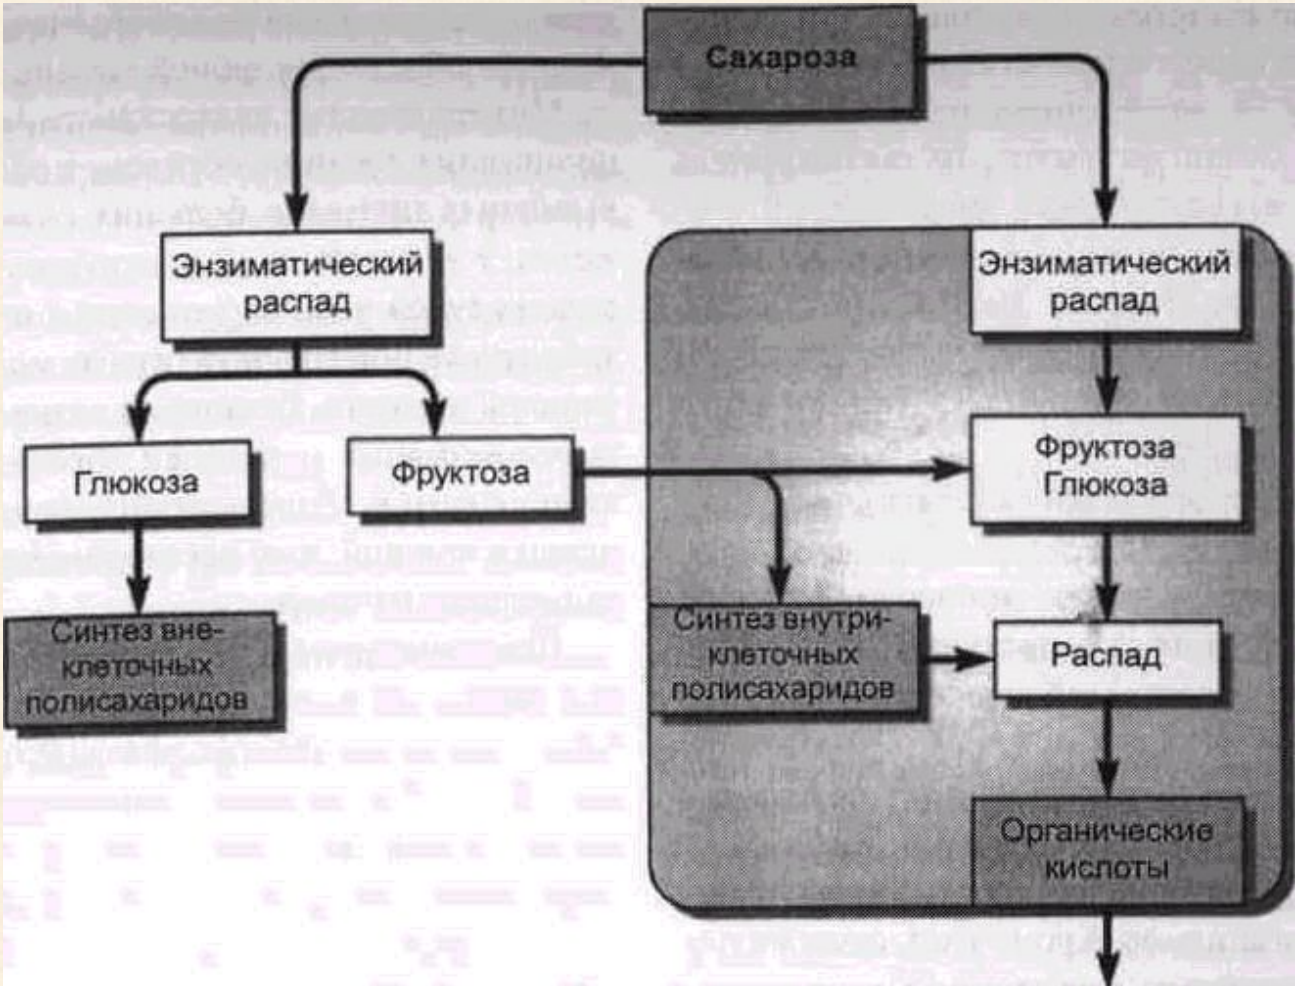 Сахароза
Энзиматический
распад
Энзиматический
распад
Глюкоза
Фруктоза
Фруктоза
Глюкоза
Синтез вне-
клеточных
полисахаридов
Синтез внутри-
клеточных
полисахаридов
Распад
Органические
кислоты